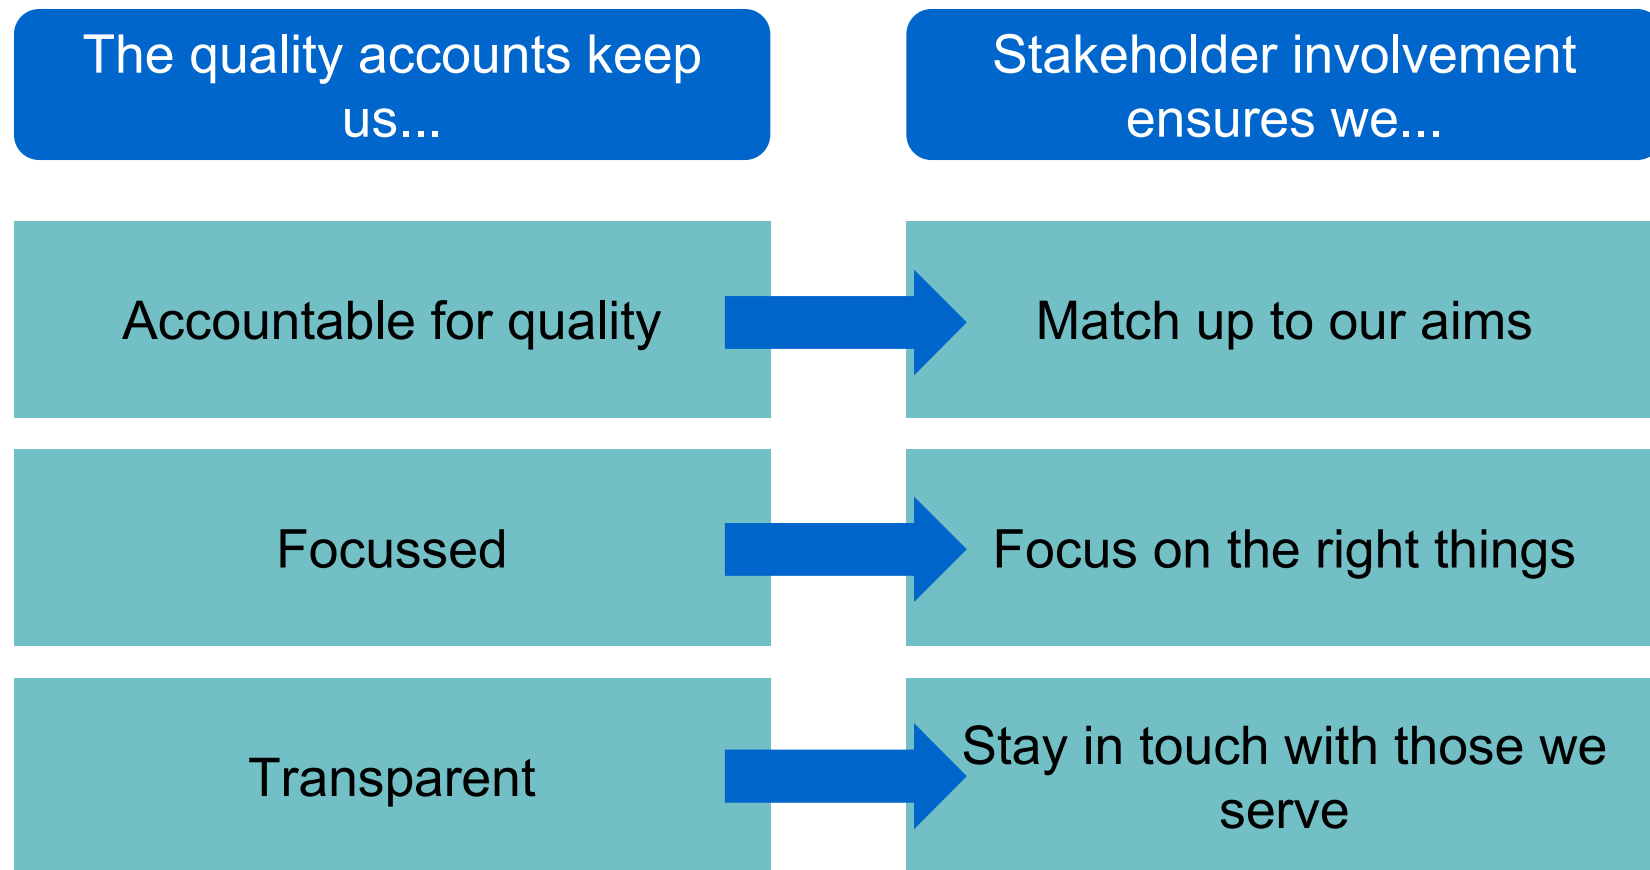 The quality accounts keep
us...
Stakeholder involvement
ensures we...
Accountable for quality
Match up to our aims
Focussed
Focus on the right things
Transparent
Stay in touch with those we
serve